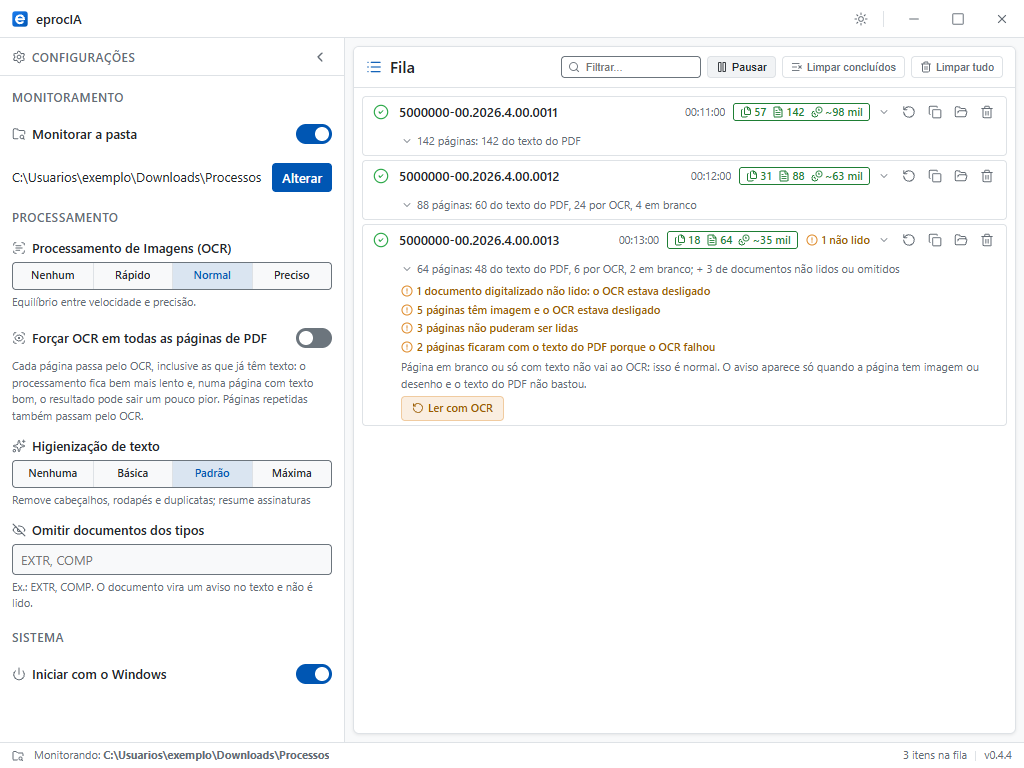 eprocIA
CONFIGURAÇÕES
MONITORAMENTO
Monitorar a pasta
C:\Usuarios\exemplo\Downloads\Processos
Alterar
PROCESSAMENTO
Processamento de Imagens (OCR)
Nenhum Rápido Normal Preciso
Equilíbrio entre velocidade e precisão.
Forçar OCR em todas as páginas de PDF
Cada página passa pelo OCR, inclusive as que já têm texto: o
processamento fica bem mais lento e, numa página com texto
bom, o resultado pode sair um pouco pior. Páginas repetidas
também passam pelo OCR.
Higienização de texto
Nenhuma Básica Padrão Máxima
Remove cabeçalhos, rodapés e duplicatas; resume assinaturas
Omitir documentos dos tipos
EXTR, COMP
Ex.: EXTR, COMP. O documento vira um aviso no texto e não é
lido.
SISTEMA
Iniciar com o Windows
Fila
Filtrar...
Pausar
Limpar concluídos
Limpar tudo
5000000-00.2026.4.00.0011 00:11:00 57 142 ~98 mil
142 páginas: 142 do texto do PDF
5000000-00.2026.4.00.0012 00:12:00 31 88 ~63 mil
88 páginas: 60 do texto do PDF, 24 por OCR, 4 em branco
5000000-00.2026.4.00.0013 00:13:00 18 64 ~35 mil 1 não lido
64 páginas: 48 do texto do PDF, 6 por OCR, 2 em branco; + 3 de documentos não lidos ou omitidos
1 documento digitalizado não lido: o OCR estava desligado
5 páginas têm imagem e o OCR estava desligado
3 páginas não puderam ser lidas
2 páginas ficaram com o texto do PDF porque o OCR falhou
Página em branco ou só com texto não vai ao OCR: isso é normal. O aviso aparece só quando a página tem imagem ou
desenho e o texto do PDF não bastou.
Ler com OCR
Monitorando: C:\Usuarios\exemplo\Downloads\Processos
3 itens na fila
v0.4.4